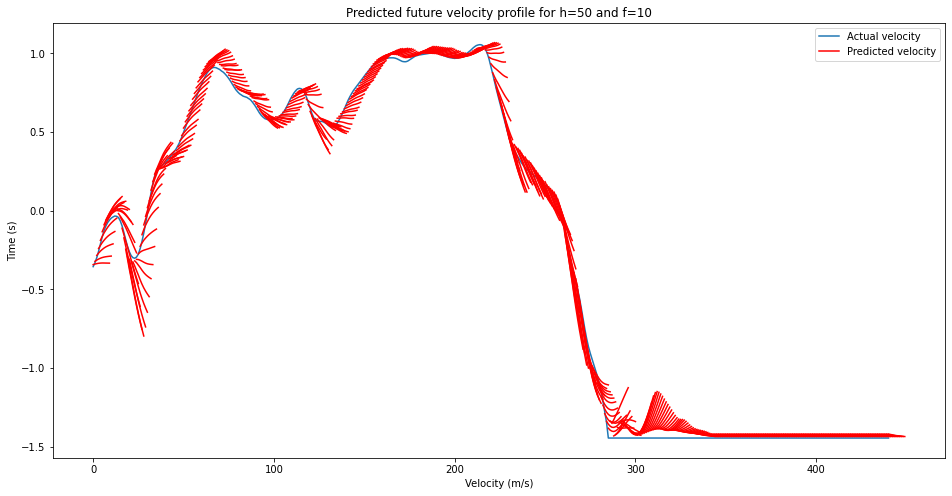 Predicted future velocity profile for h=50 and f=10
Actual velocity
Predicted velocity
1.0
0.5
0.0
−0.5
−1.0
−1.5
Time (s)
0
100
200
300
400
Velocity (m/s)